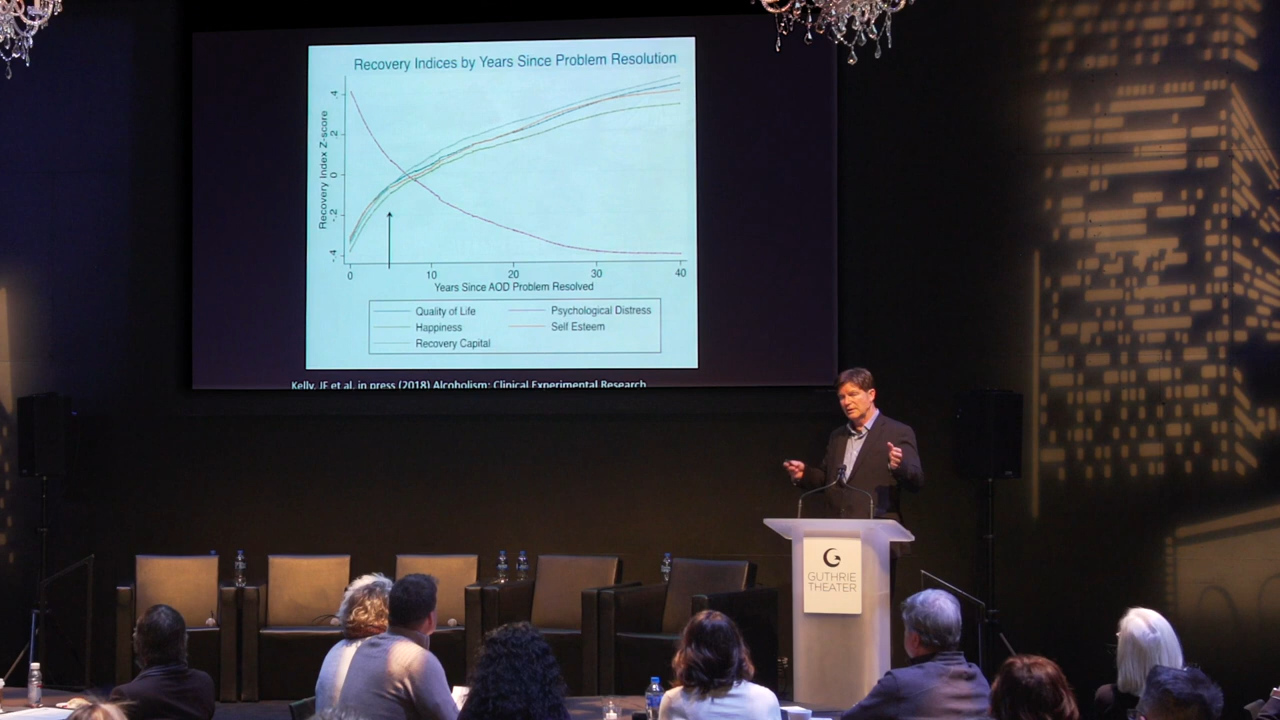 Recovery Indices by Years Since Problem Resolution
Recovery Index Z-score
.4
.2
0
-.2
-.4
0 10 20 30 40
Years Since AOD Problem Resolved
Quality of Life Psychological Distress
Happiness Self Esteem
Recovery Capital
Kelly, JF et al, in press (2018) Alcoholism: Clinical Experimental Research
GUTHRIE
THEATER